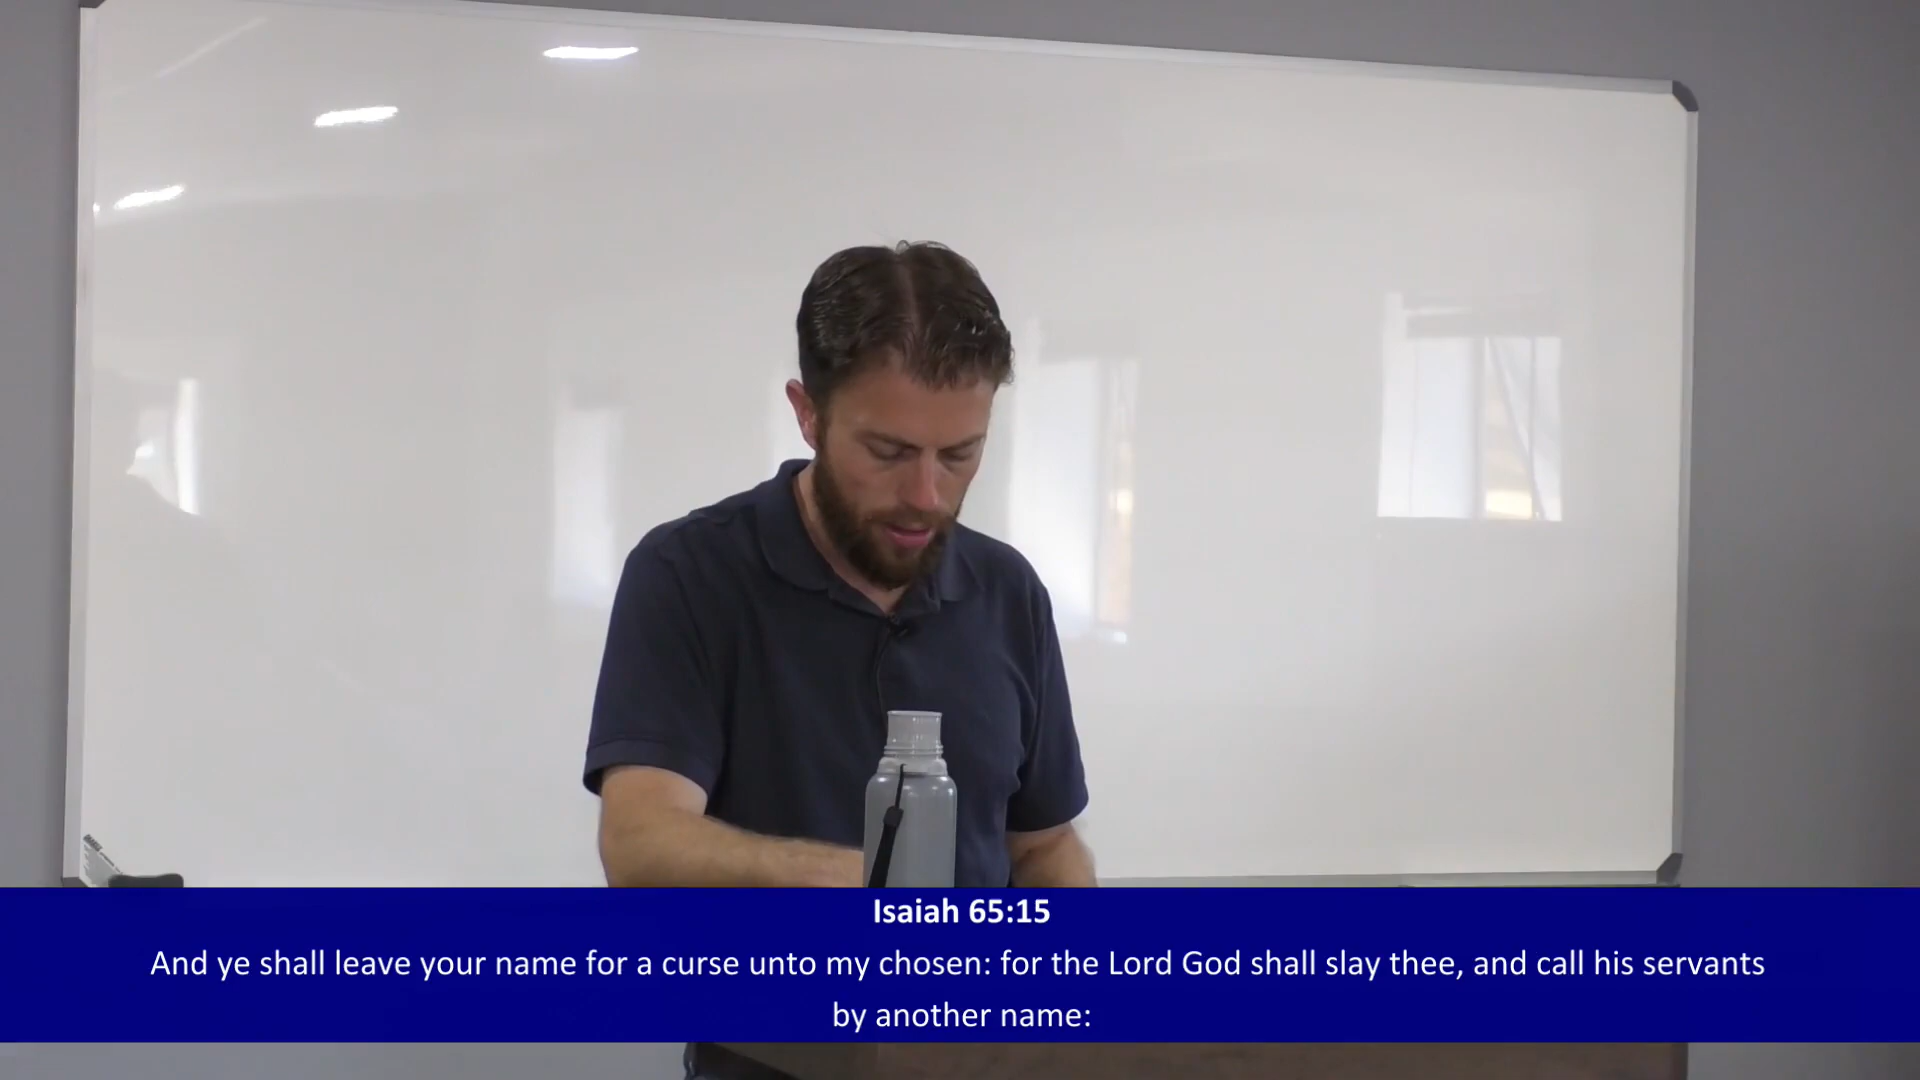 Isaiah 65:15
And ye shall leave your name for a curse unto my chosen: for the Lord God shall slay thee, and call his servants
by another name: